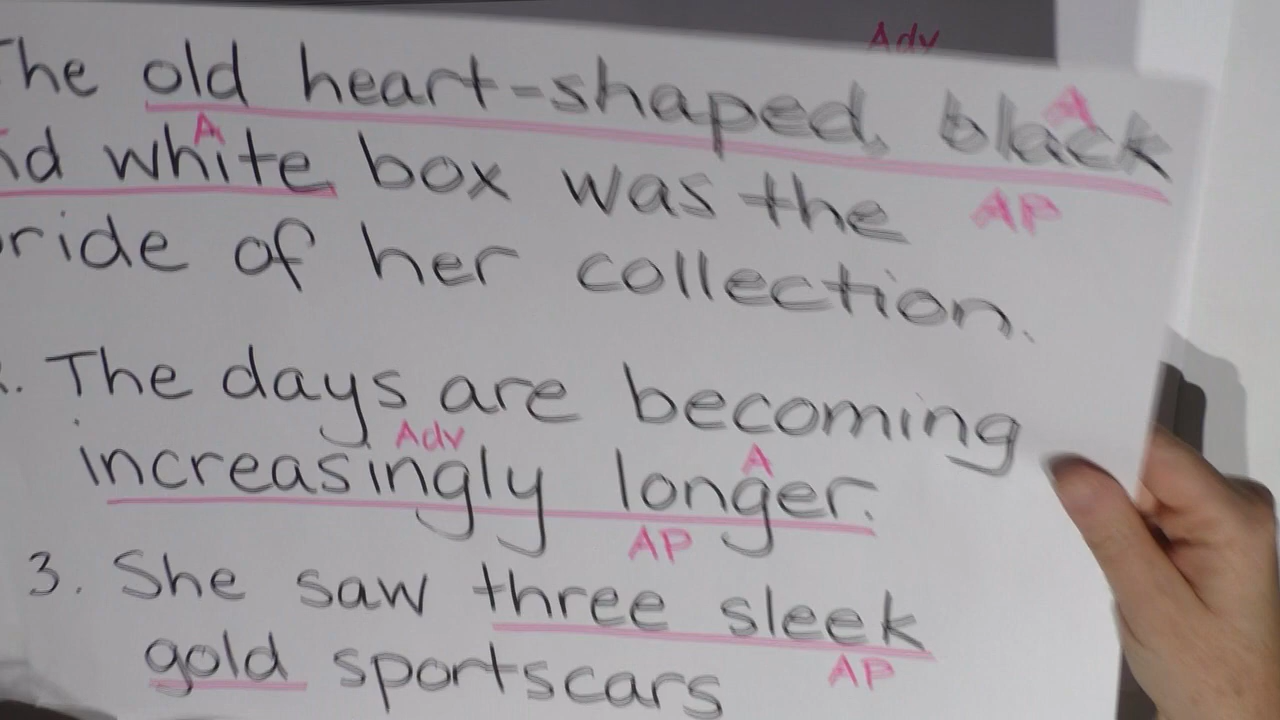 Adv
he old heart-shaped, black
A
A
nd white box was the
AP
ride of her collection.
. The days are becoming
Adv
A
increasingly longer.
AP
3. She saw three sleek
AP
gold sportscars